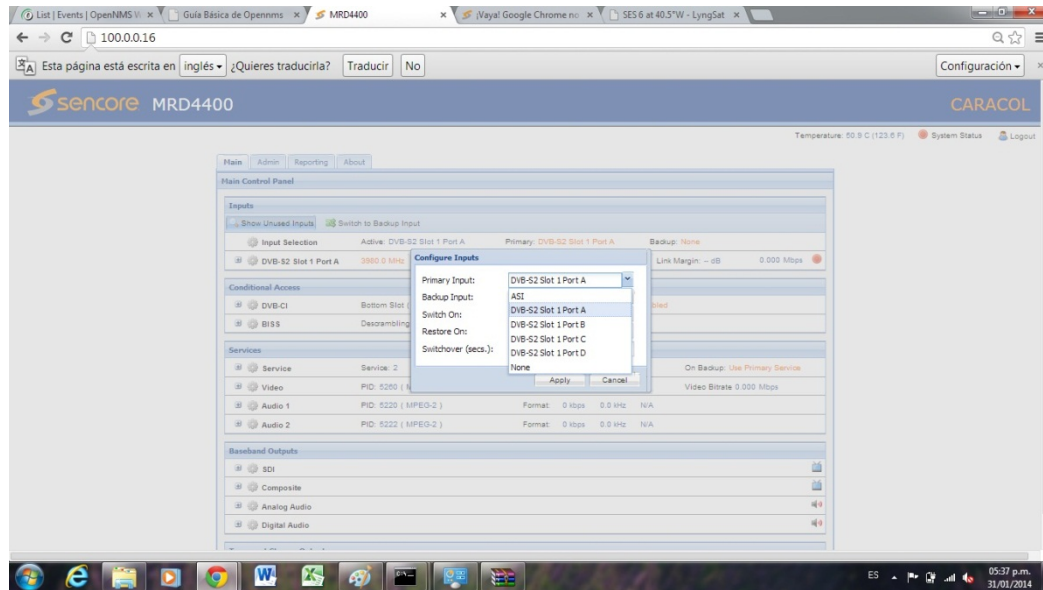 List | Events | OpenNMS W
Guía Básica de Opennms
MRD4400
¡Vaya! Google Chrome no
SES 6 at 40.5°W - LyngSat
100.0.0.16
Esta página está escrita en inglés ¿Quieres traducirla? Traducir No Configuración
sencore MRD4400 CARACOL
Temperature: 50.9 C (123.6 F) System Status Logout
Main Admin Reporting About
Main Control Panel
Inputs
Show Unused Inputs Switch to Backup Input
Input Selection Active: DVB-S2 Slot 1 Port A Primary: DVB-S2 Slot 1 Port A Backup: None
DVB-S2 Slot 1 Port A 3980.0 MHz Link Margin: -- dB 0.000 Mbps
Configure Inputs
Primary Input: DVB-S2 Slot 1 Port A
Backup Input:
Switch On:
Restore On:
Switchover (secs.):
ASI
DVB-S2 Slot 1 Port A
DVB-S2 Slot 1 Port B
DVB-S2 Slot 1 Port C
DVB-S2 Slot 1 Port D
None
Apply Cancel
Conditional Access
DVB-CI Bottom Slot
BISS Descrambling
Services
Service Service: 2 On Backup: Use Primary Service
Video PID: 5260 Video Bitrate 0.000 Mbps
Audio 1 PID: 5220 ( MPEG-2 ) Format: 0 kbps 0.0 kHz N/A
Audio 2 PID: 5222 ( MPEG-2 ) Format: 0 kbps 0.0 kHz N/A
Baseband Outputs
SDI
Composite
Analog Audio
Digital Audio
ES
05:37 p.m.
31/01/2014